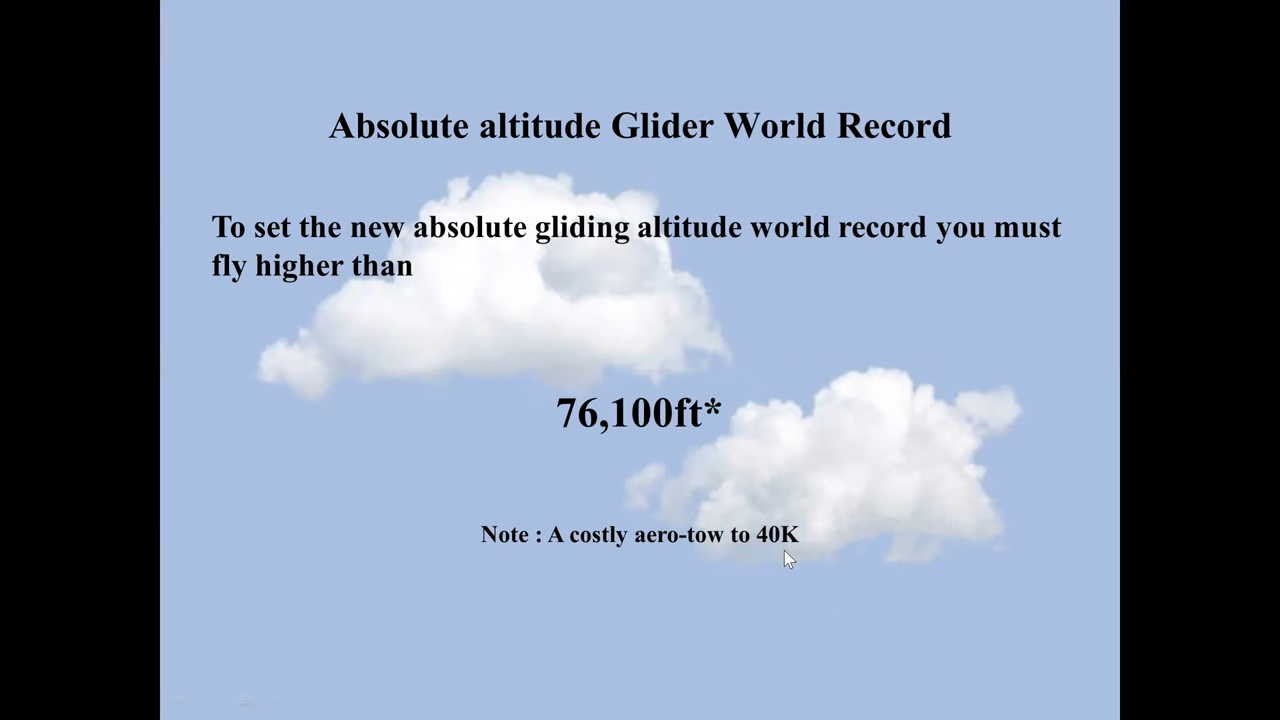 Absolute altitude Glider World Record
To set the new absolute gliding altitude world record you must
fly higher than
76,100ft*
Note : A costly aero-tow to 40K